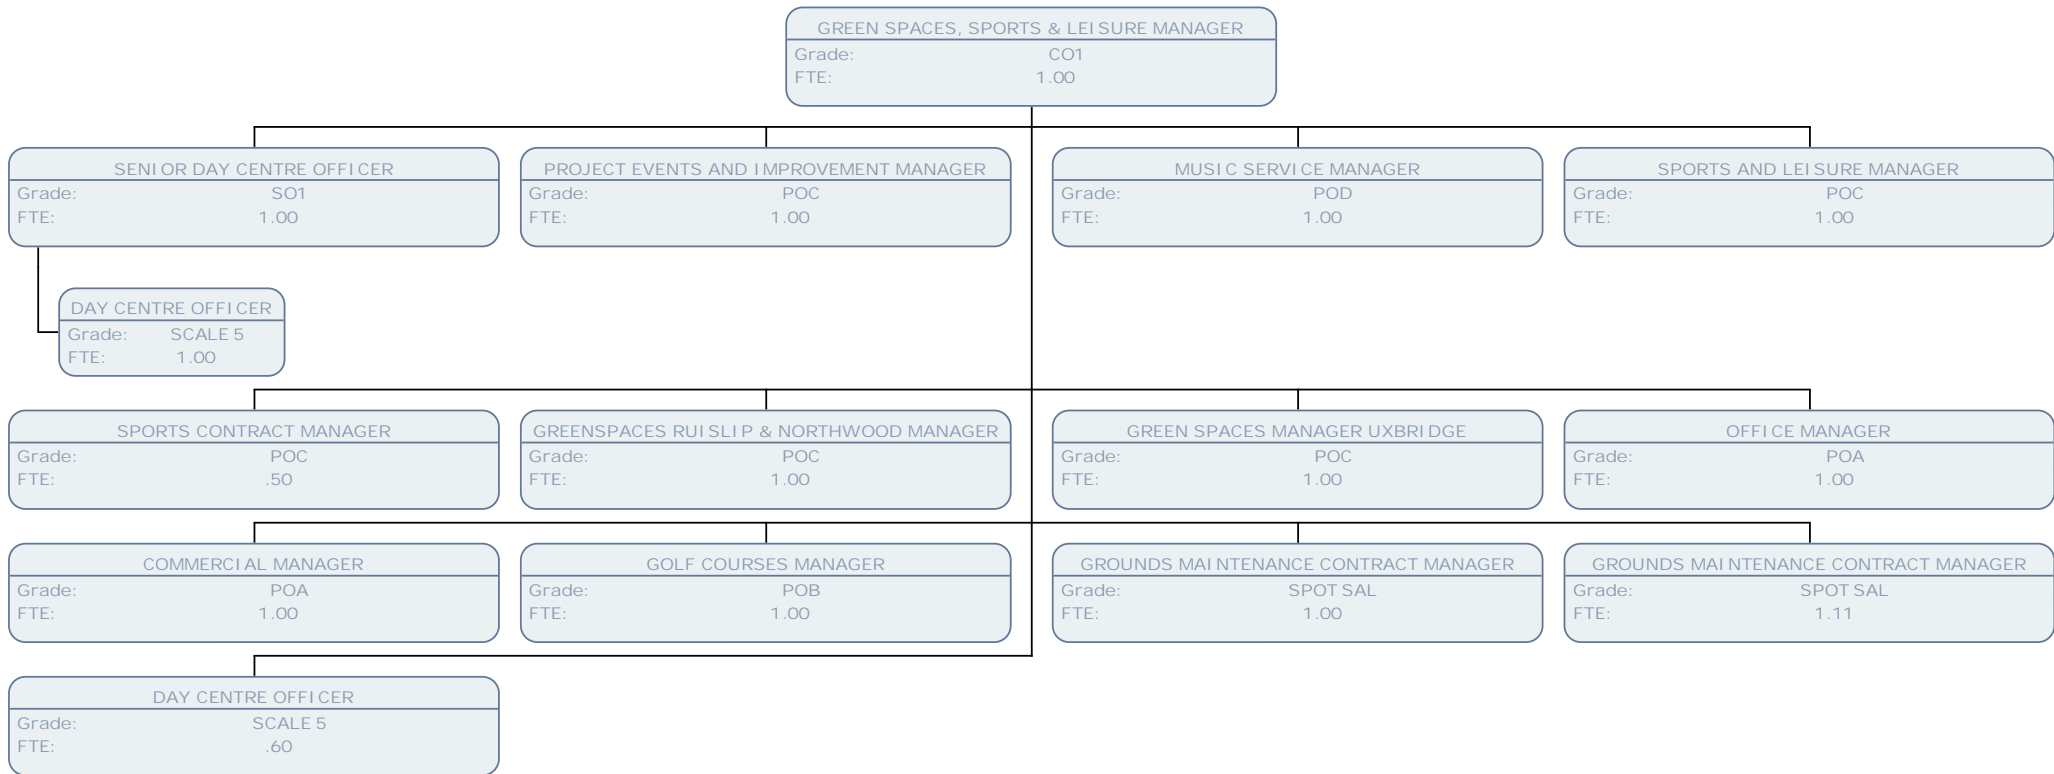 GREEN SPACES, SPORTS & LEISURE MANAGER
Grade: CO1
FTE: 1.00
SENIOR DAY CENTRE OFFICER
Grade: SO1
FTE: 1.00
PROJECT EVENTS AND IMPROVEMENT MANAGER
Grade: POC
FTE: 1.00
MUSIC SERVICE MANAGER
Grade: POD
FTE: 1.00
SPORTS AND LEISURE MANAGER
Grade: POC
FTE: 1.00
DAY CENTRE OFFICER
Grade: SCALE 5
FTE: 1.00
SPORTS CONTRACT MANAGER
Grade: POC
FTE: .50
GREENSPACES RUISLIP & NORTHWOOD MANAGER
Grade: POC
FTE: 1.00
GREEN SPACES MANAGER UXBRIDGE
Grade: POC
FTE: 1.00
OFFICE MANAGER
Grade: POA
FTE: 1.00
COMMERCIAL MANAGER
Grade: POA
FTE: 1.00
GOLF COURSES MANAGER
Grade: POB
FTE: 1.00
GROUNDS MAINTENANCE CONTRACT MANAGER
Grade: SPOT SAL
FTE: 1.00
GROUNDS MAINTENANCE CONTRACT MANAGER
Grade: SPOT SAL
FTE: 1.11
DAY CENTRE OFFICER
Grade: SCALE 5
FTE: .60